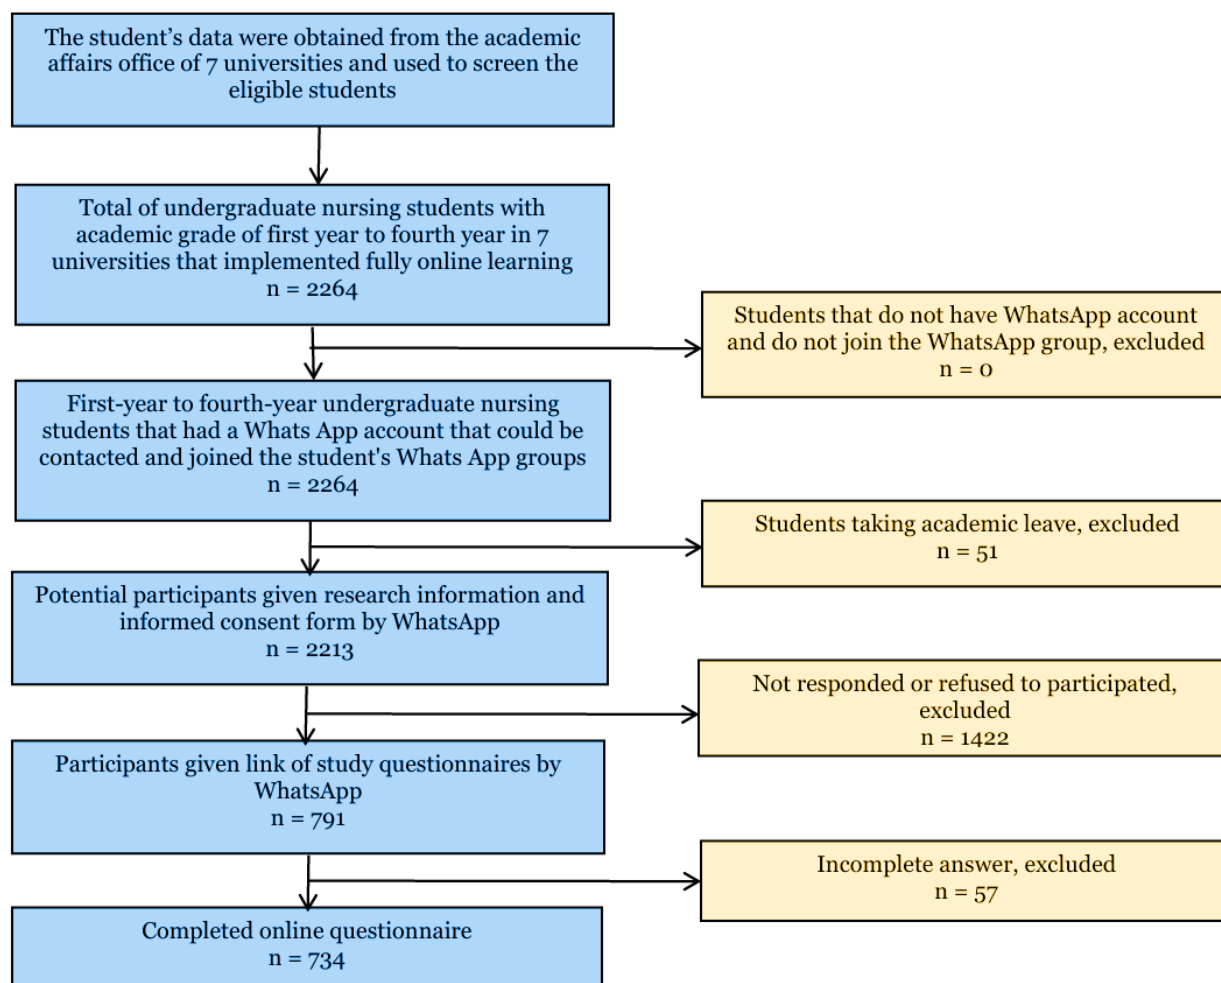 The student’s data were obtained from the academic
affairs office of 7 universities and used to screen the
eligible students
Total of undergraduate nursing students with
academic grade of first year to fourth year in 7
universities that implemented fully online learning
n = 2264
Students that do not have WhatsApp account
and do not join the WhatsApp group, excluded
n = 0
First-year to fourth-year undergraduate nursing
students that had a Whats App account that could be
contacted and joined the student's Whats App groups
n = 2264
Students taking academic leave, excluded
n = 51
Potential participants given research information and
informed consent form by WhatsApp
n = 2213
Not responded or refused to participated,
excluded
n = 1422
Participants given link of study questionnaires by
WhatsApp
n = 791
Incomplete answer, excluded
n = 57
Completed online questionnaire
n = 734